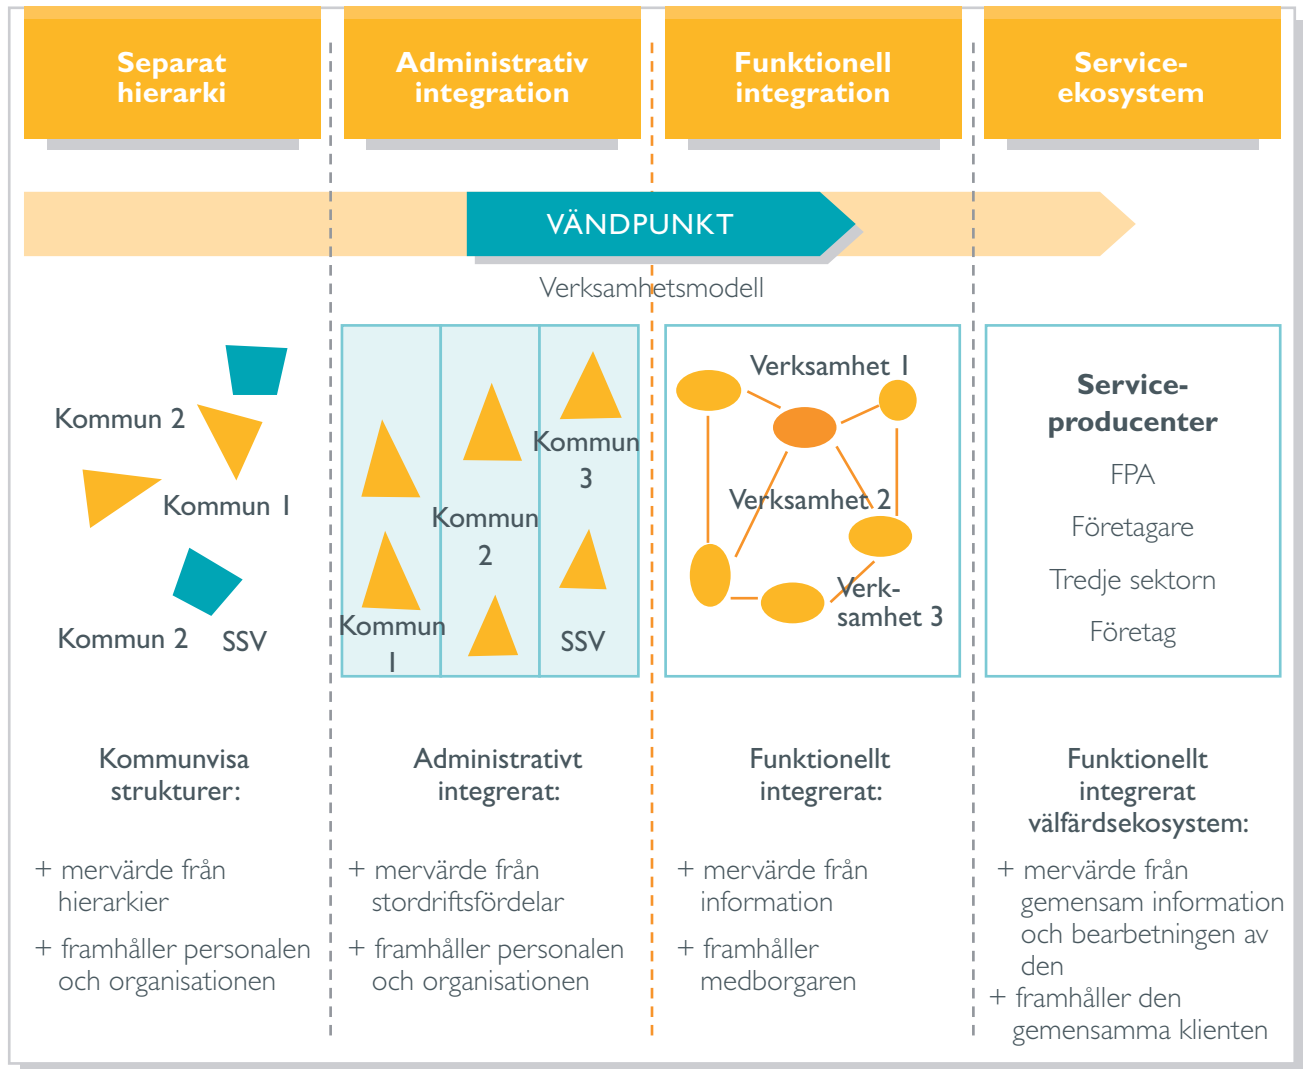 Separat
hierarki
Administrativ
integration
Funktionell
integration
Service-
ekosystem
VÄNDPUNKT
Verksamhetsmodell
Kommun 2
Kommun 1
Kommun 2
SSV
Kommun
1
Kommun
2
Kommun
3
SSV
Verksamhet 1
Verksamhet 2
Verk-
samhet 3
Service-
producenter
FPA
Företagare
Tredje sektorn
Företag
Kommunvisa
strukturer:
+ mervärde från
hierarkier
+ framhåller personalen
och organisationen
Administrativt
integrerat:
+ mervärde från
stordriftsfördelar
+ framhåller personalen
och organisationen
Funktionellt
integrerat:
+ mervärde från
information
+ framhåller
medborgaren
Funktionellt
integrerat
välfärdsekosystem:
+ mervärde från
gemensam information
och bearbetningen av
den
+ framhåller den
gemensamma klienten